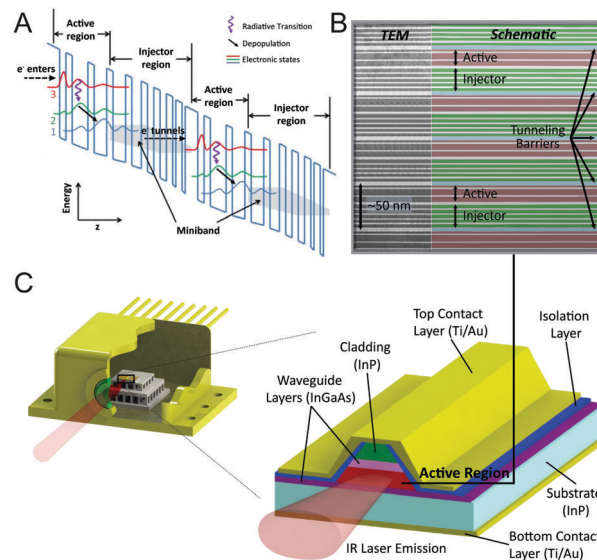 A
Active
region
Injector
region
Radiative Transition
Depopulation
Electronic states
e⁻ enters
3
2
1
Active
region
Injector
region
e⁻ tunnels
Energy
z
Miniband
B
TEM
Schematic
Active
Injector
Tunneling
Barriers
~50 nm
Active
Injector
C
Top Contact
Layer (Ti/Au)
Isolation
Layer
Cladding
(InP)
Waveguide
Layers (InGaAs)
Active Region
Substrate
(InP)
IR Laser Emission
Bottom Contact
Layer (Ti/Au)